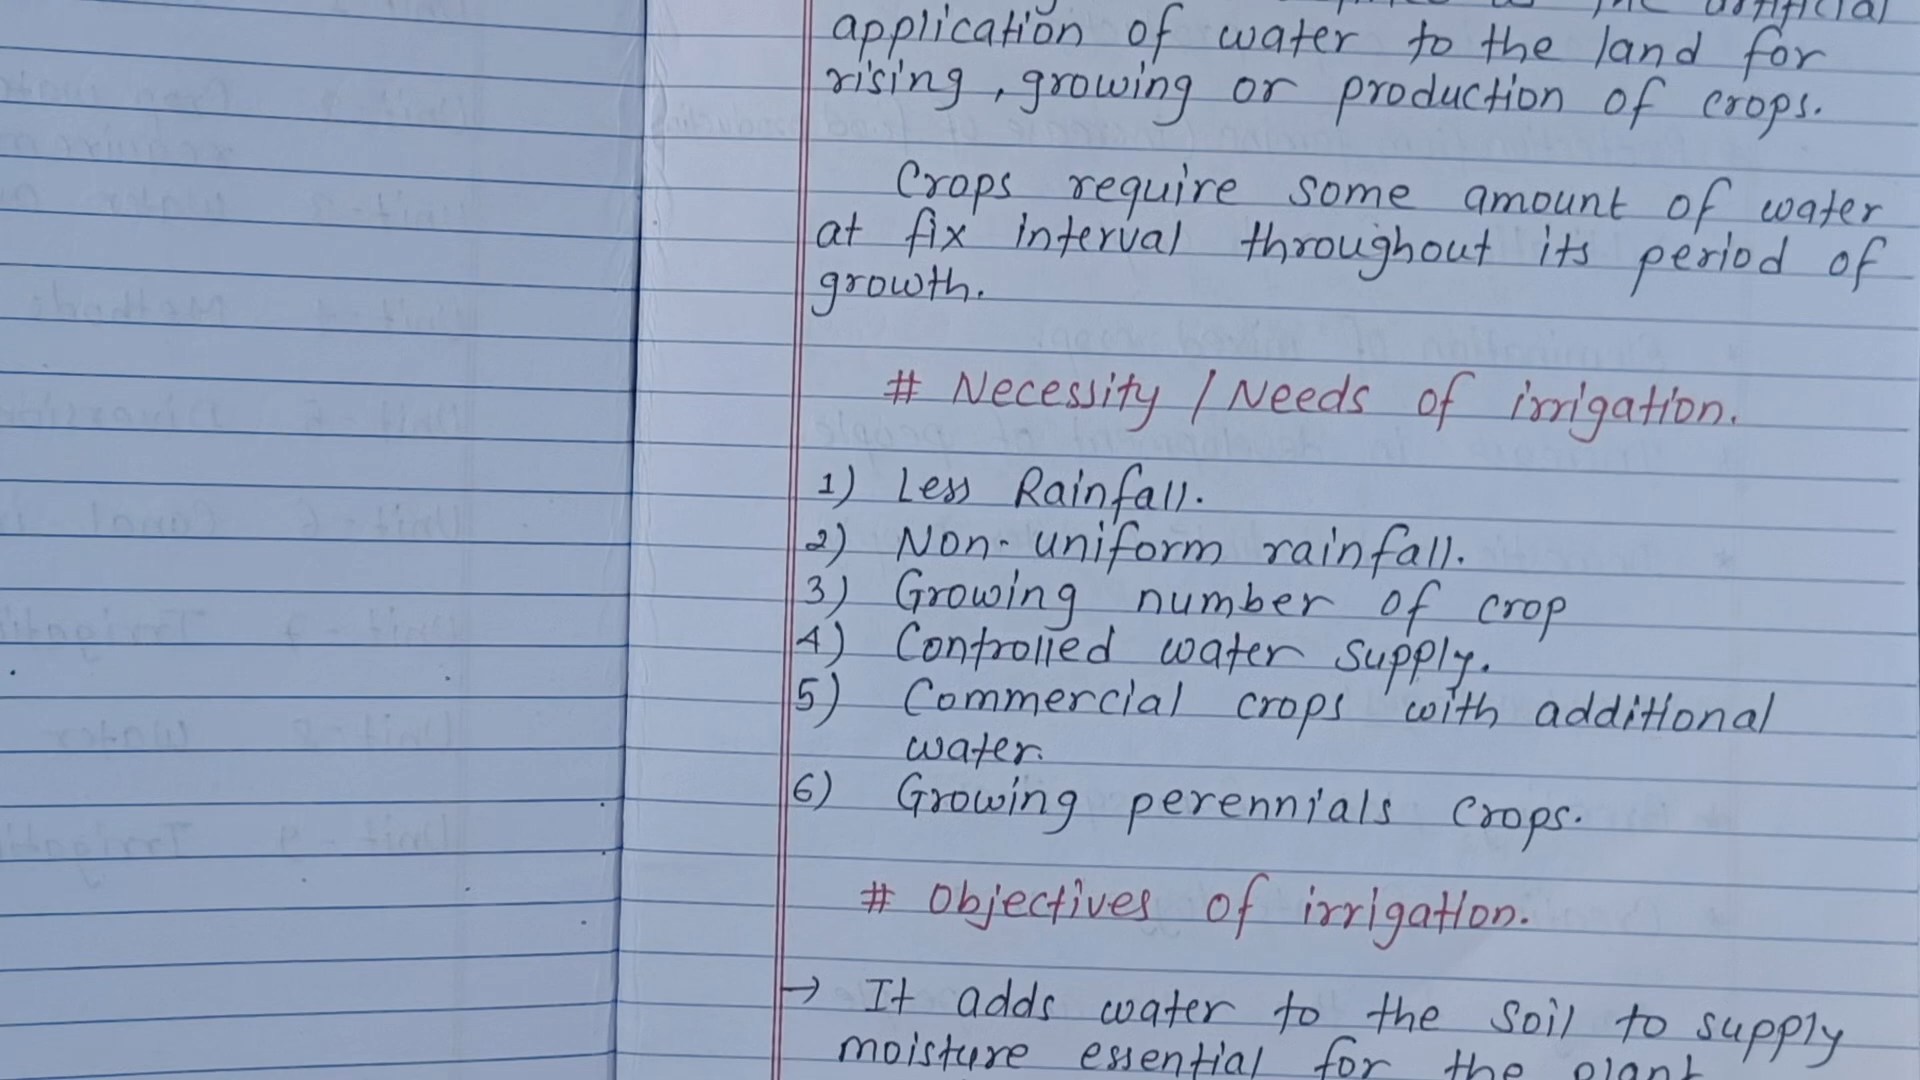 the artificial
application of water to the land for
rising, growing or production of crops.
Crops require some amount of water
at fix interval throughout its period of
growth.
# Necessity / Needs of irrigation.
1) Less Rainfall.
2) Non-uniform rainfall.
3) Growing number of crop
4) Controlled water supply.
5) Commercial crops with additional
water.
6) Growing perennials crops.
# Objectives of irrigation.
→ It adds water to the soil to supply
moisture essential for the plant